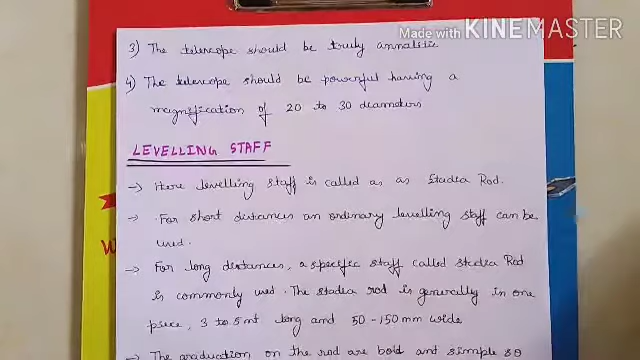 Made with KINEMASTER
3) The telescope should be truly annalatic
4) The telescope should be powerful having a
magnification of 20 to 30 diameters
LEVELLING STAFF
→ Here levelling staff is called as as Stadia Rod.
→ For short distances an ordinary levelling staff can be
used.
→ For long distances, a specific staff called stadia Rod
is commonly used. The stadia rod is generally in one
piece, 3 to 5 mt long and 50-150 mm wide
→ The graduation on the rod are bold and simple so
W